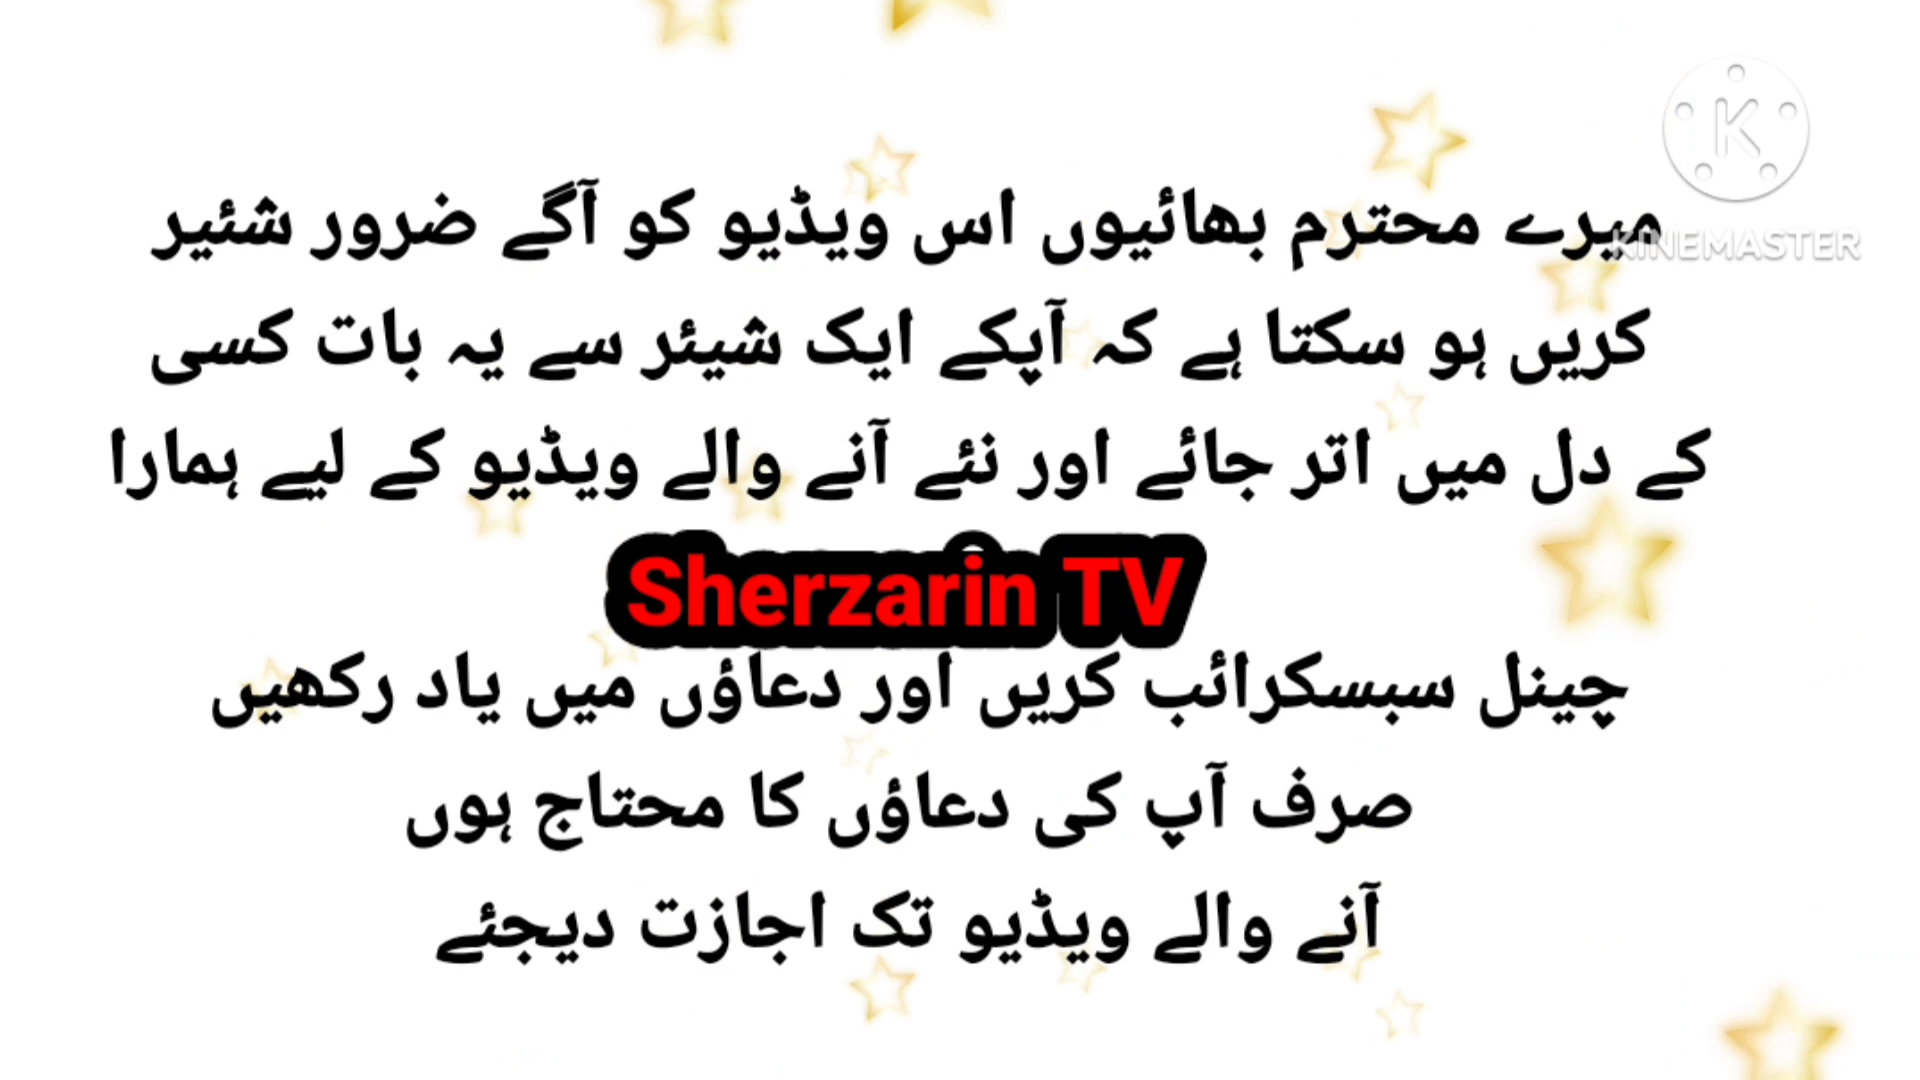 میرے محترم بھائیوں اس ویڈیو کو آگے ضرور شئیر
کریں ہو سکتا ہے کہ آپکے ایک شیئر سے یہ بات کسی
کے دل میں اتر جائے اور نئے آنے والے ویڈیو کے لیے ہمارا
Sherzarin TV
چینل سبسکرائب کریں اور دعاؤں میں یاد رکھیں
صرف آپ کی دعاؤں کا محتاج ہوں
آنے والے ویڈیو تک اجازت دیجئے
K
KINEMASTER